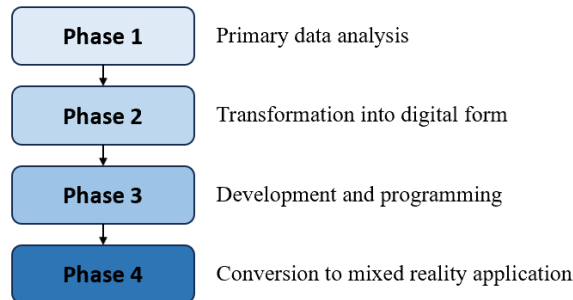 Phase 1 Primary data analysis
Phase 2 Transformation into digital form
Phase 3 Development and programming
Phase 4 Conversion to mixed reality application